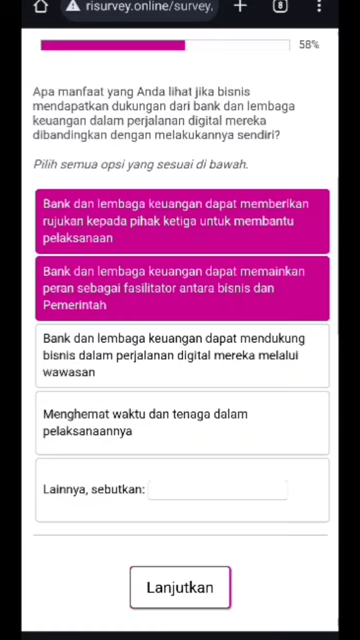 risurvey.online/survey.
8
58%
Apa manfaat yang Anda lihat jika bisnis
mendapatkan dukungan dari bank dan lembaga
keuangan dalam perjalanan digital mereka
dibandingkan dengan melakukannya sendiri?
Pilih semua opsi yang sesuai di bawah.
Bank dan lembaga keuangan dapat memberikan
rujukan kepada pihak ketiga untuk membantu
pelaksanaan
Bank dan lembaga keuangan dapat memainkan
peran sebagai fasilitator antara bisnis dan
Pemerintah
Bank dan lembaga keuangan dapat mendukung
bisnis dalam perjalanan digital mereka melalui
wawasan
Menghemat waktu dan tenaga dalam
pelaksanaannya
Lainnya, sebutkan:
Lanjutkan